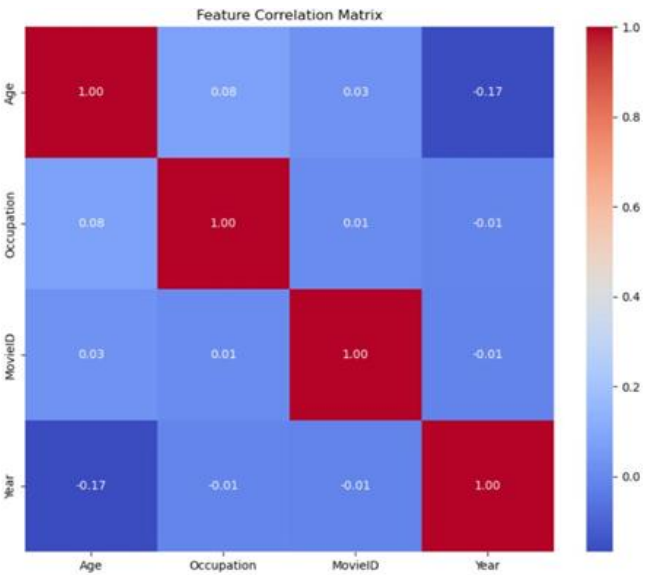 Feature Correlation Matrix
Age
1.00
0.08
0.03
-0.17
Occupation
0.08
1.00
0.01
-0.01
MovieID
0.03
0.01
1.00
-0.01
Year
-0.17
-0.01
-0.01
1.00
Age
Occupation
MovieID
Year
1.0
0.8
0.6
0.4
0.2
0.0